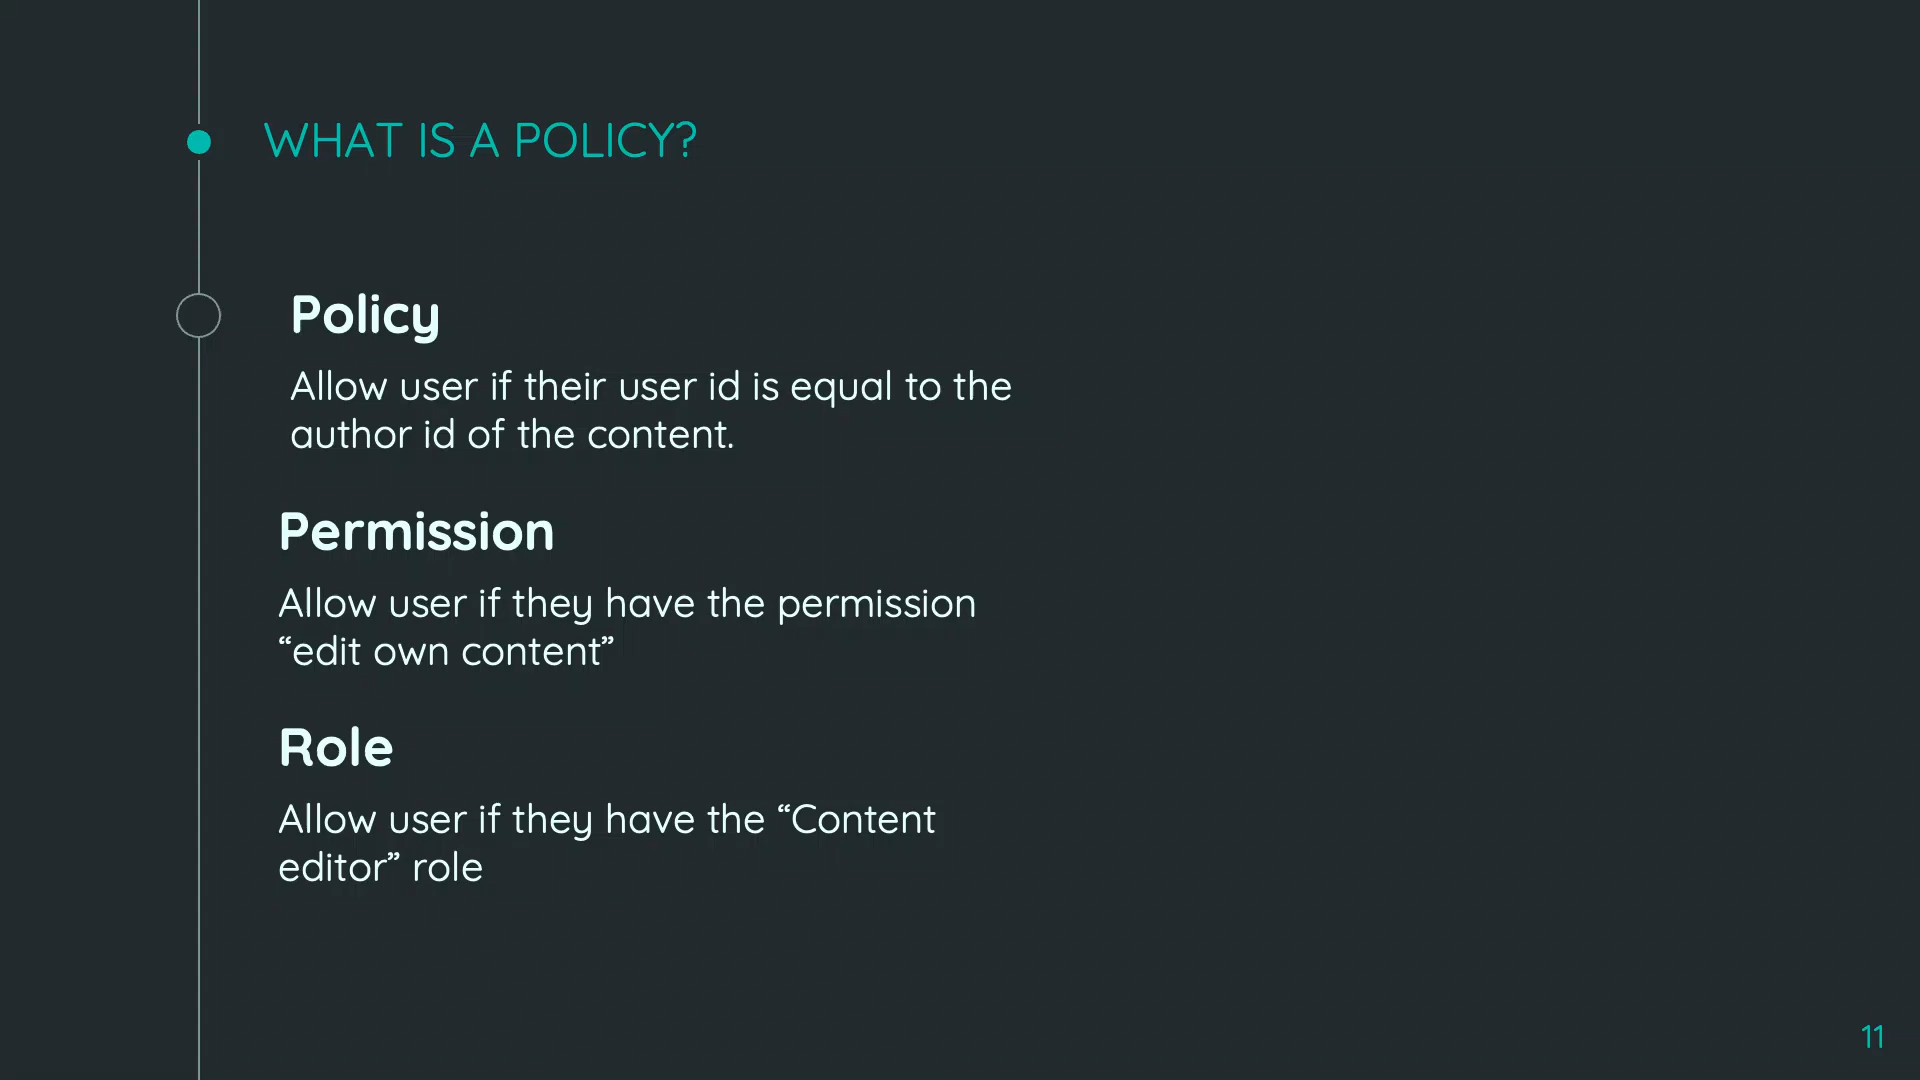 WHAT IS A POLICY?
Policy
Allow user if their user id is equal to the
author id of the content.
Permission
Allow user if they have the permission
“edit own content”
Role
Allow user if they have the “Content
editor” role
11